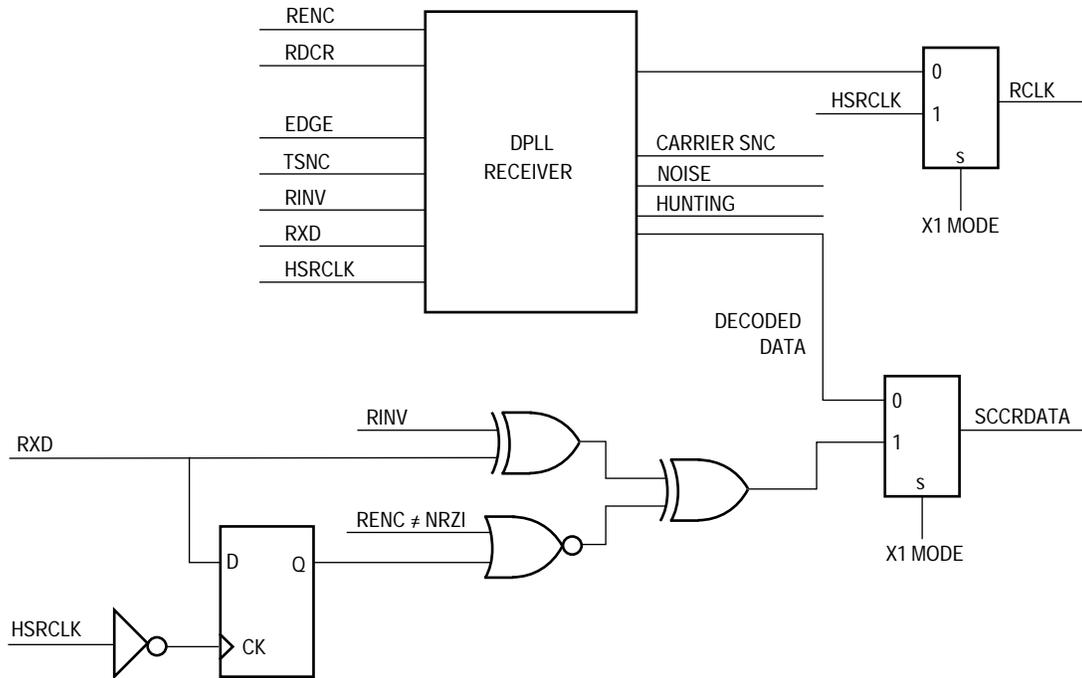 RENC
RDCR
EDGE
TSNC
RINV
RXD
HSRCLK
DPLL
RECEIVER
CARRIER SNC
NOISE
HUNTING
HSRCLK
0
1
S
RCLK
X1 MODE
DECODED
DATA
0
1
S
SCCRDATA
X1 MODE
RINV
RXD
RENC ≠ NRZI
D
Q
CK
HSRCLK